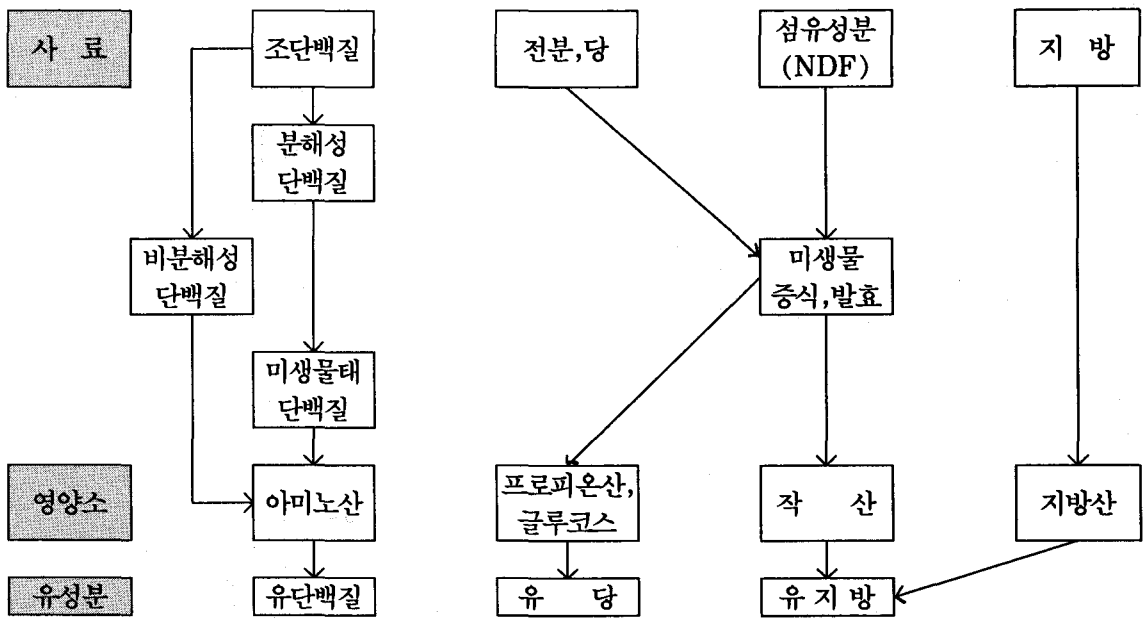 사 료
조단백질
전분,당
섬유성분
(NDF)
지 방
분해성
단백질
비분해성
단백질
미생물
증식,발효
미생물태
단백질
영양소
아미노산
프로피온산,
글루코스
작 산
지방산
유성분
유단백질
유 당
유 지 방